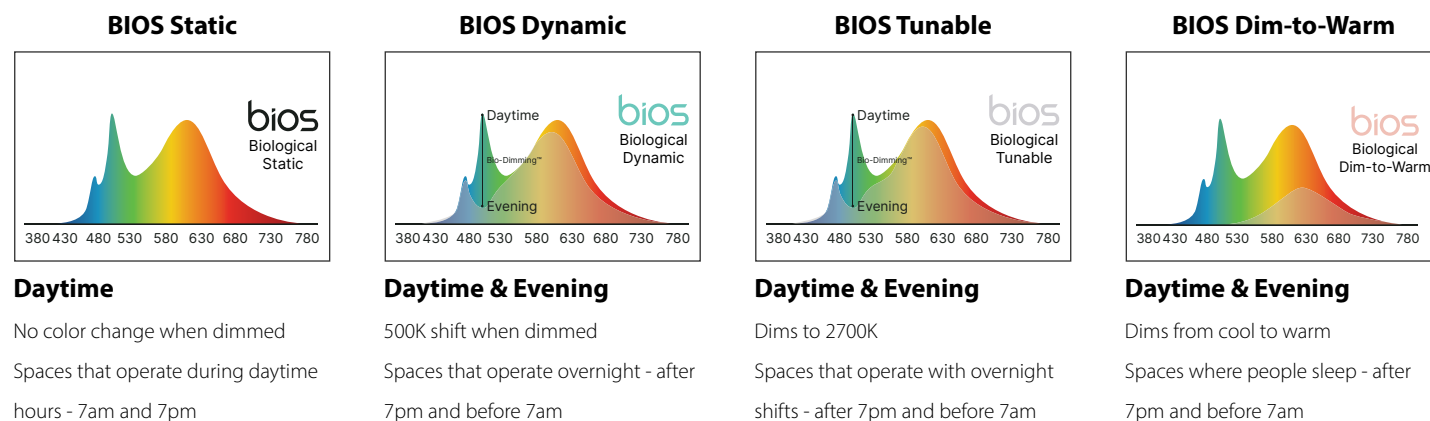 BIOS Static
bios
Biological
Static
380 430 480 530 580 630 680 730 780
Daytime
No color change when dimmed
Spaces that operate during daytime
hours - 7am and 7pm
BIOS Dynamic
Daytime
Bio-Dimming™
Evening
bios
Biological
Dynamic
380 430 480 530 580 630 680 730 780
Daytime & Evening
500K shift when dimmed
Spaces that operate overnight - after
7pm and before 7am
BIOS Tunable
Daytime
Bio-Dimming™
Evening
bios
Biological
Tunable
380 430 480 530 580 630 680 730 780
Daytime & Evening
Dims to 2700K
Spaces that operate with overnight
shifts - after 7pm and before 7am
BIOS Dim-to-Warm
bios
Biological
Dim-to-Warm
380 430 480 530 580 630 680 730 780
Daytime & Evening
Dims from cool to warm
Spaces where people sleep - after
7pm and before 7am